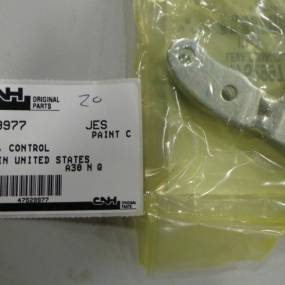 CNH ORIGINAL PARTS 20
9977 JES
PAINT C
CONTROL
IN UNITED STATES
A30 N Q
47529977
CNH ORIGINAL PARTS